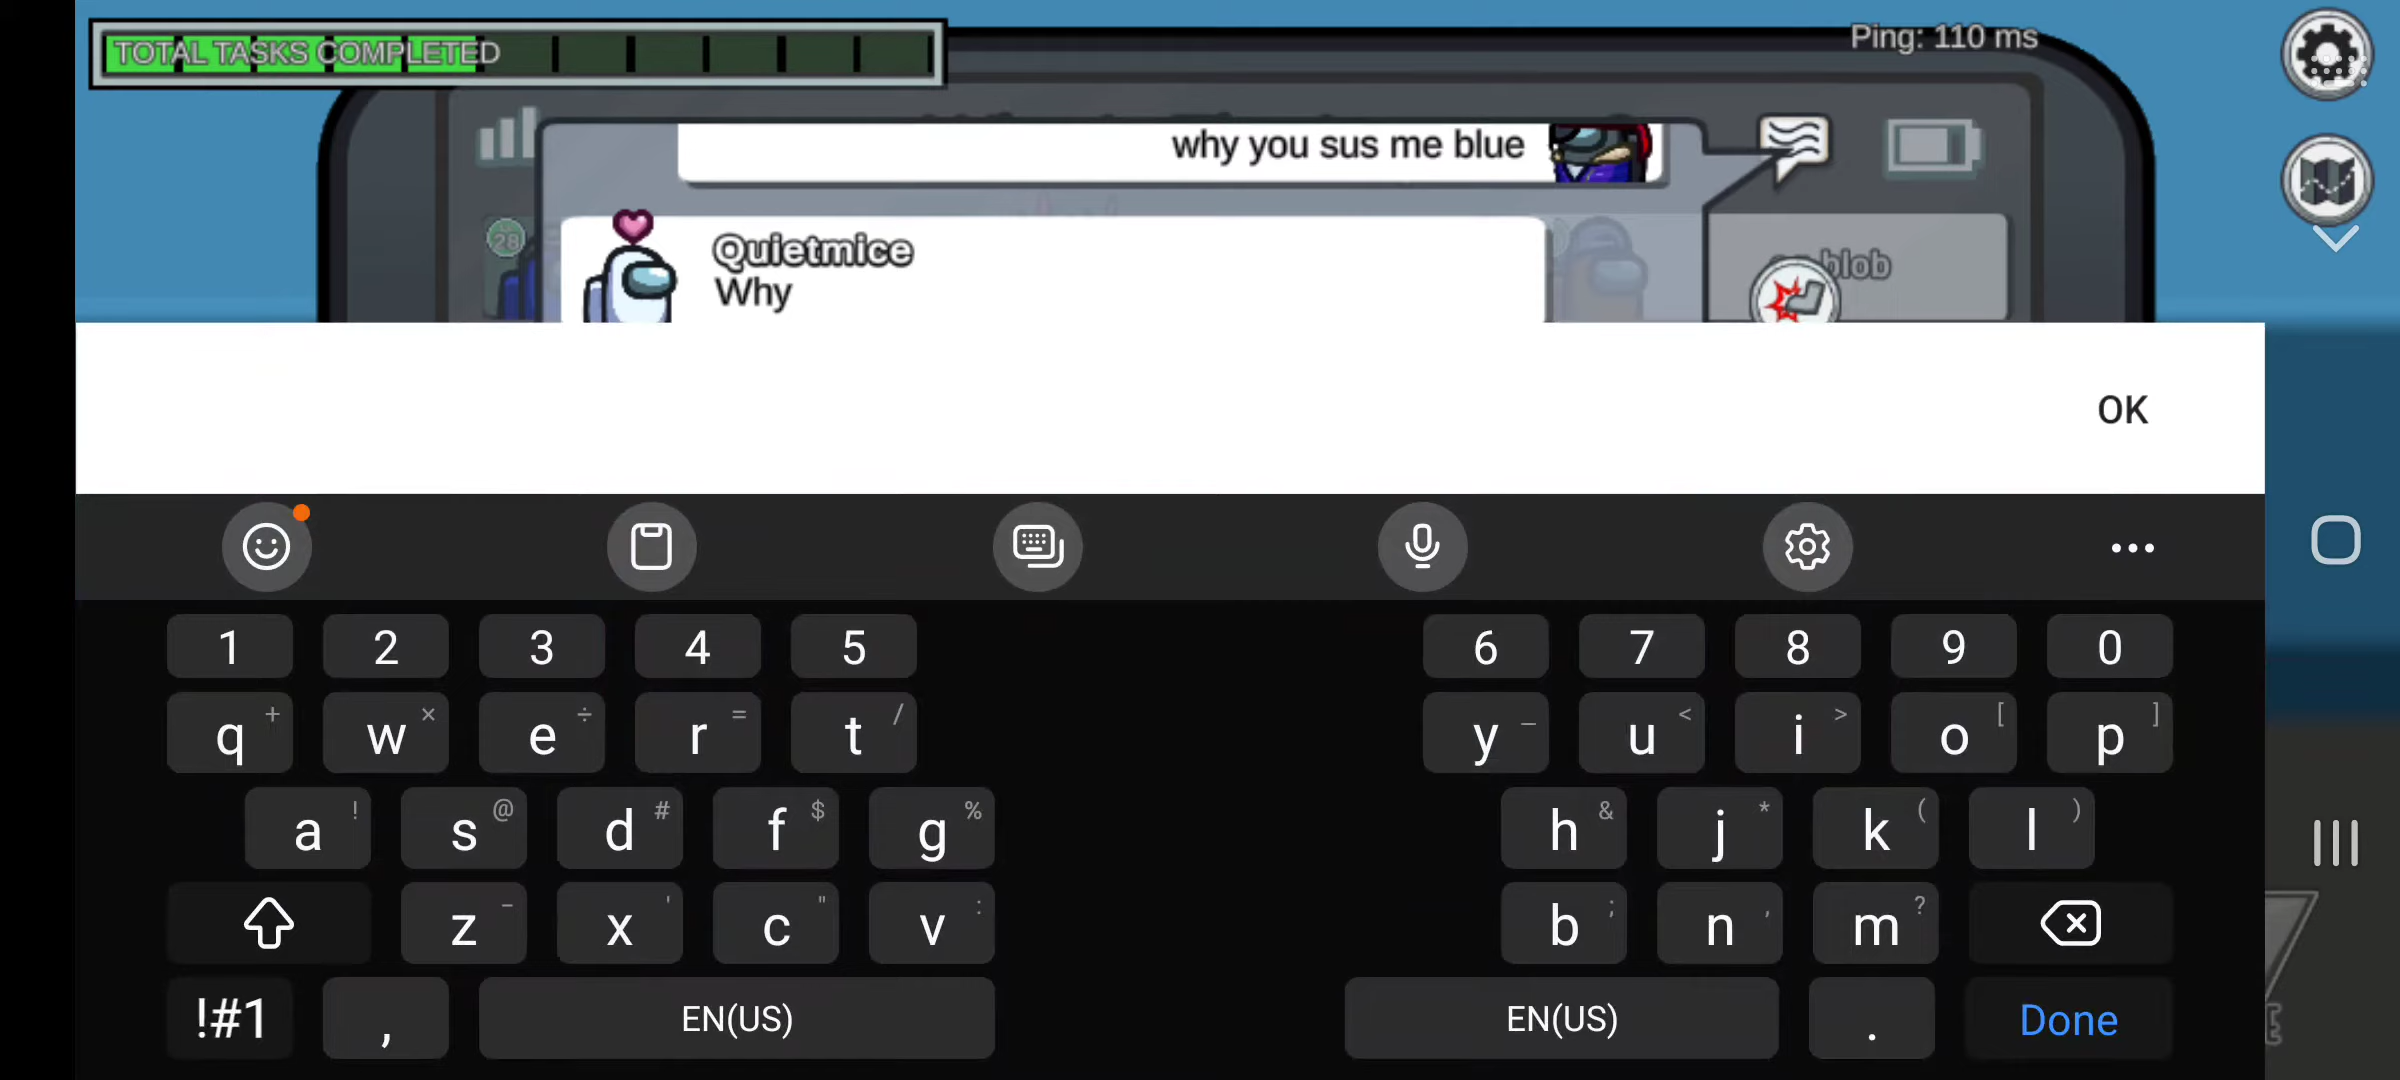 TOTAL TASKS COMPLETED
Ping: 110 ms
why you sus me blue
28
Quietmice
Why
blob
OK
1 2 3 4 5 6 7 8 9 0
q + w × e ÷ r = t / y _ u < i > o [ p ]
a ! s @ d # f $ g % h & j * k ( l )
z - x ' c " v : b ; n , m ?
!#1 , EN(US) EN(US) . Done